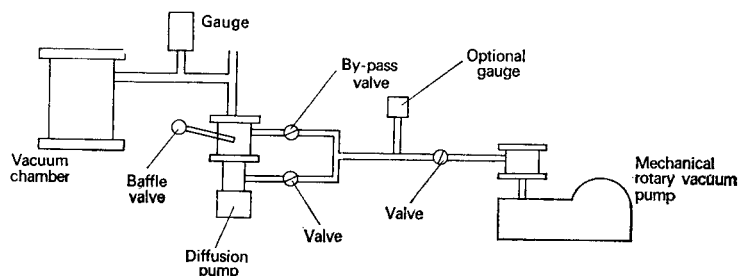 Gauge
By-pass
valve
Optional
gauge
Vacuum
chamber
Baffle
valve
Valve
Diffusion
pump
Valve
Mechanical
rotary vacuum
pump